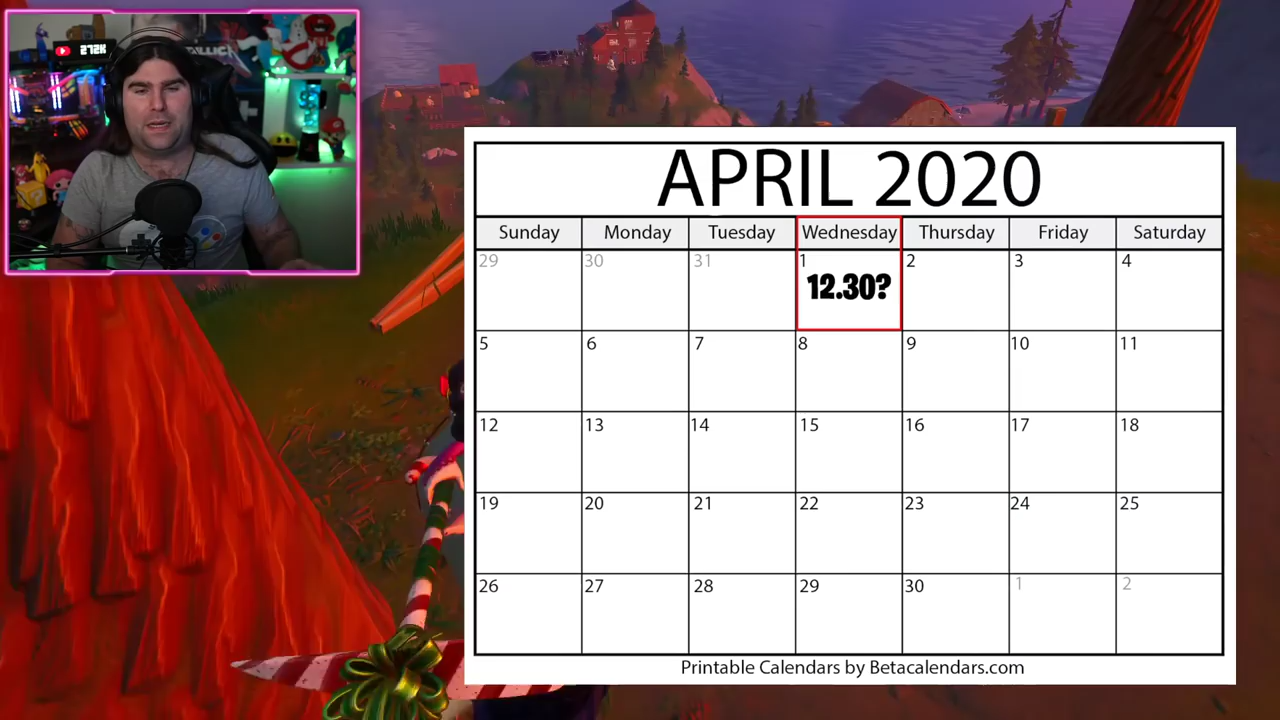 272K
METALLICA
APRIL 2020
Sunday Monday Tuesday Wednesday Thursday Friday Saturday
29 30 31 1 2 3 4
12.30?
5 6 7 8 9 10 11
12 13 14 15 16 17 18
19 20 21 22 23 24 25
26 27 28 29 30 1 2
Printable Calendars by Betacalendars.com